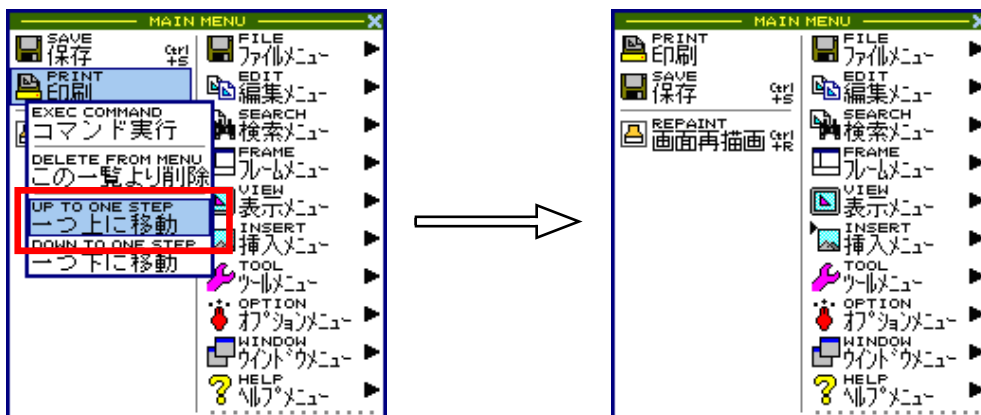 MAIN MENU
SAVE
保存 Ctrl+S
PRINT
印刷
EXEC COMMAND
コマンド実行
DELETE FROM MENU
この一覧より削除
UP TO ONE STEP
一つ上に移動
DOWN TO ONE STEP
一つ下に移動
FILE
ファイルメニュー
EDIT
編集メニュー
SEARCH
検索メニュー
FRAME
フレームメニュー
VIEW
表示メニュー
INSERT
挿入メニュー
TOOL
ツールメニュー
OPTION
オプションメニュー
WINDOW
ウインドウメニュー
HELP
ヘルプメニュー
MAIN MENU
PRINT
印刷
SAVE
保存 Ctrl+S
REPAINT
画面再描画 Ctrl+R
FILE
ファイルメニュー
EDIT
編集メニュー
SEARCH
検索メニュー
FRAME
フレームメニュー
VIEW
表示メニュー
INSERT
挿入メニュー
TOOL
ツールメニュー
OPTION
オプションメニュー
WINDOW
ウインドウメニュー
HELP
ヘルプメニュー